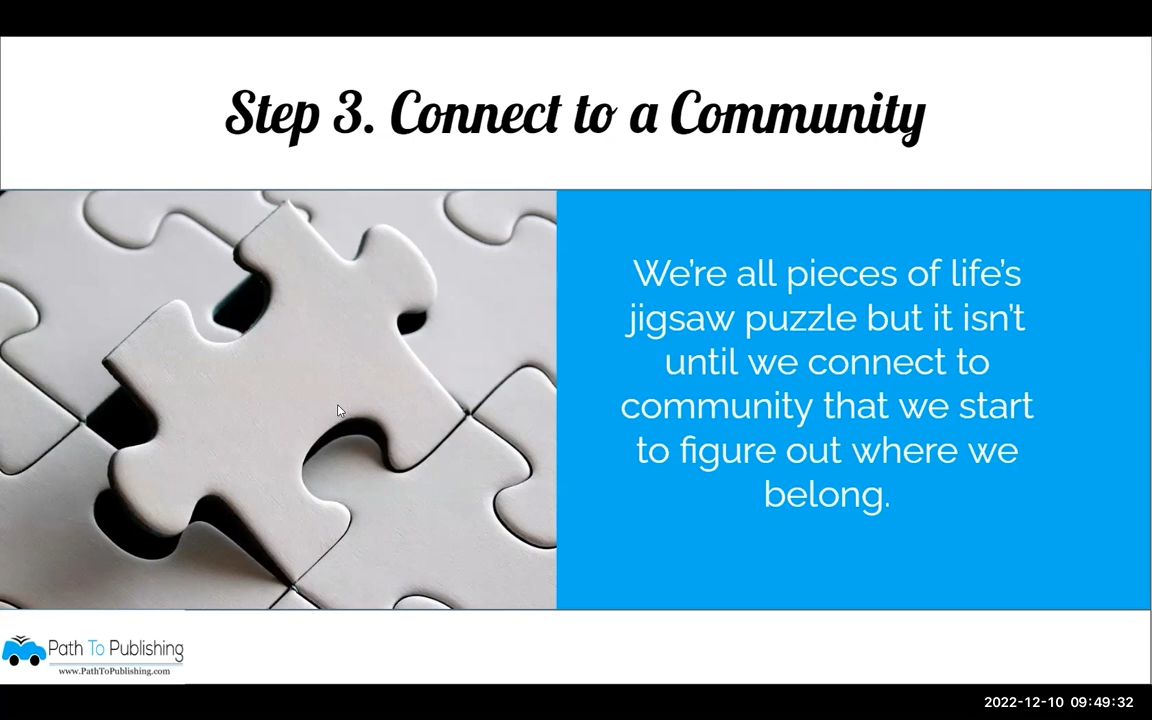 Step 3. Connect to a Community
We're all pieces of life's
jigsaw puzzle but it isn't
until we connect to
community that we start
to figure out where we
belong.
Path To Publishing
www.PathToPublishing.com
2022-12-10 09:49:32